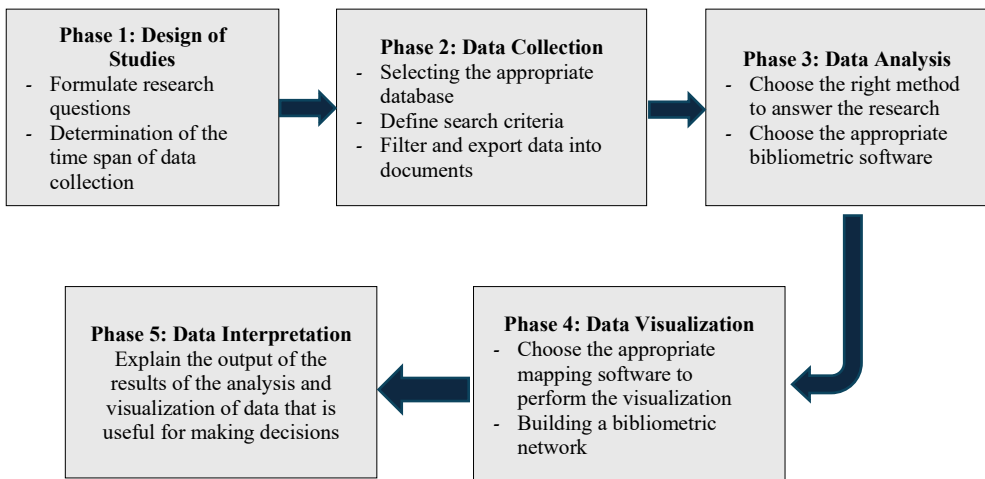 Phase 1: Design of
Studies
- Formulate research
questions
- Determination of the
time span of data
collection
Phase 2: Data Collection
- Selecting the appropriate
database
- Define search criteria
- Filter and export data into
documents
Phase 3: Data Analysis
- Choose the right method
to answer the research
- Choose the appropriate
bibliometric software
Phase 4: Data Visualization
- Choose the appropriate
mapping software to
perform the visualization
- Building a bibliometric
network
Phase 5: Data Interpretation
Explain the output of the
results of the analysis and
visualization of data that is
useful for making decisions